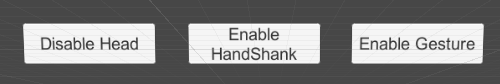 Disable Head
Enable
HandShank
Enable Gesture